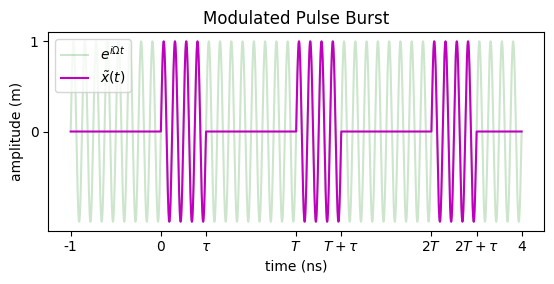 Modulated Pulse Burst
1
0
amplitude (m)
e^{iΩt}
x̃(t)
-1 0 τ T T + τ 2T 2T + τ 4
time (ns)